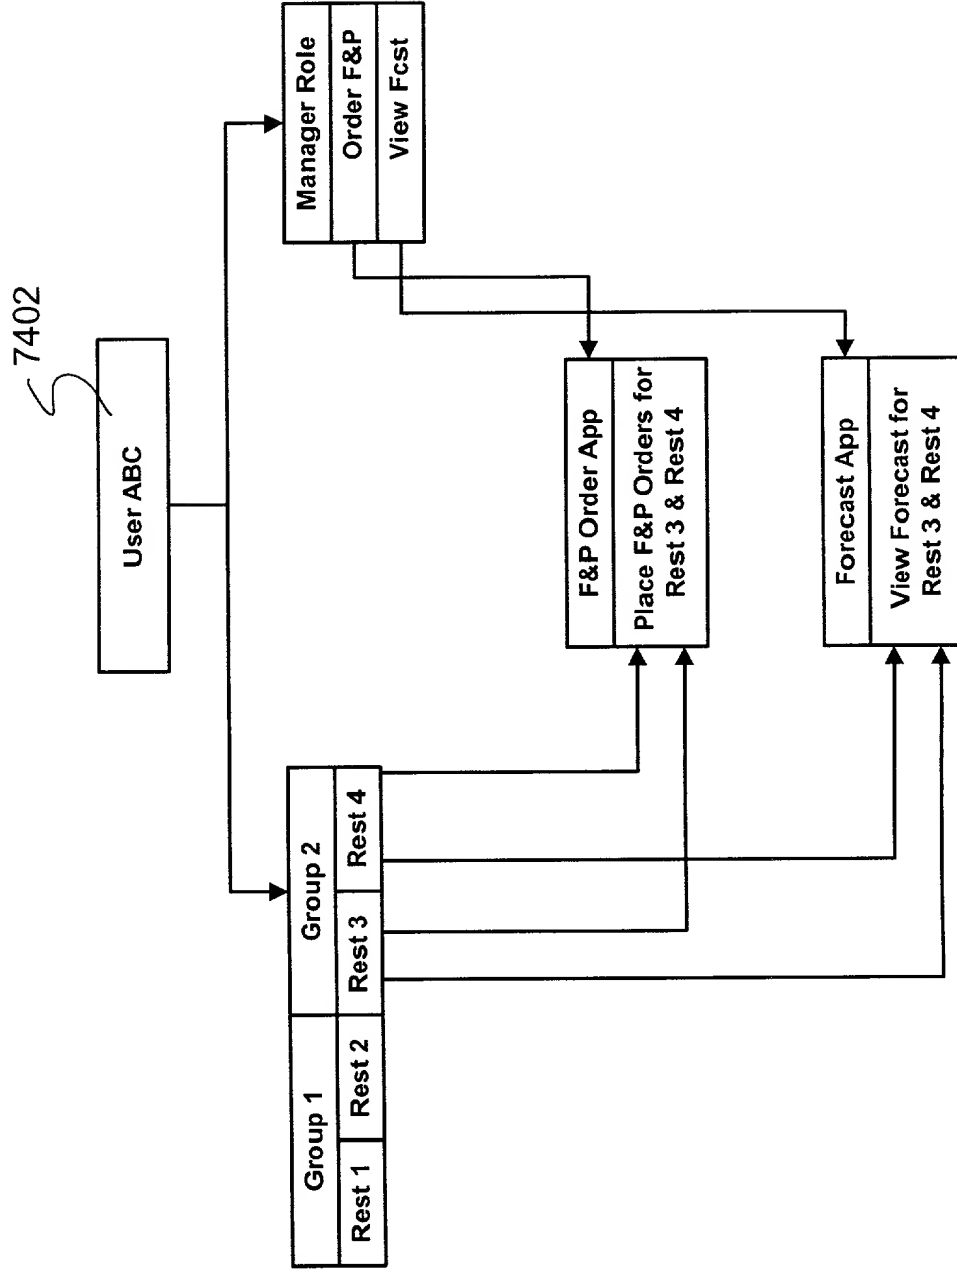 7402
User ABC
Group 1
Group 2
Rest 1
Rest 2
Rest 3
Rest 4
Manager Role
Order F&P
View Fcst
F&P Order App
Place F&P Orders for
Rest 3 & Rest 4
Forecast App
View Forecast for
Rest 3 & Rest 4